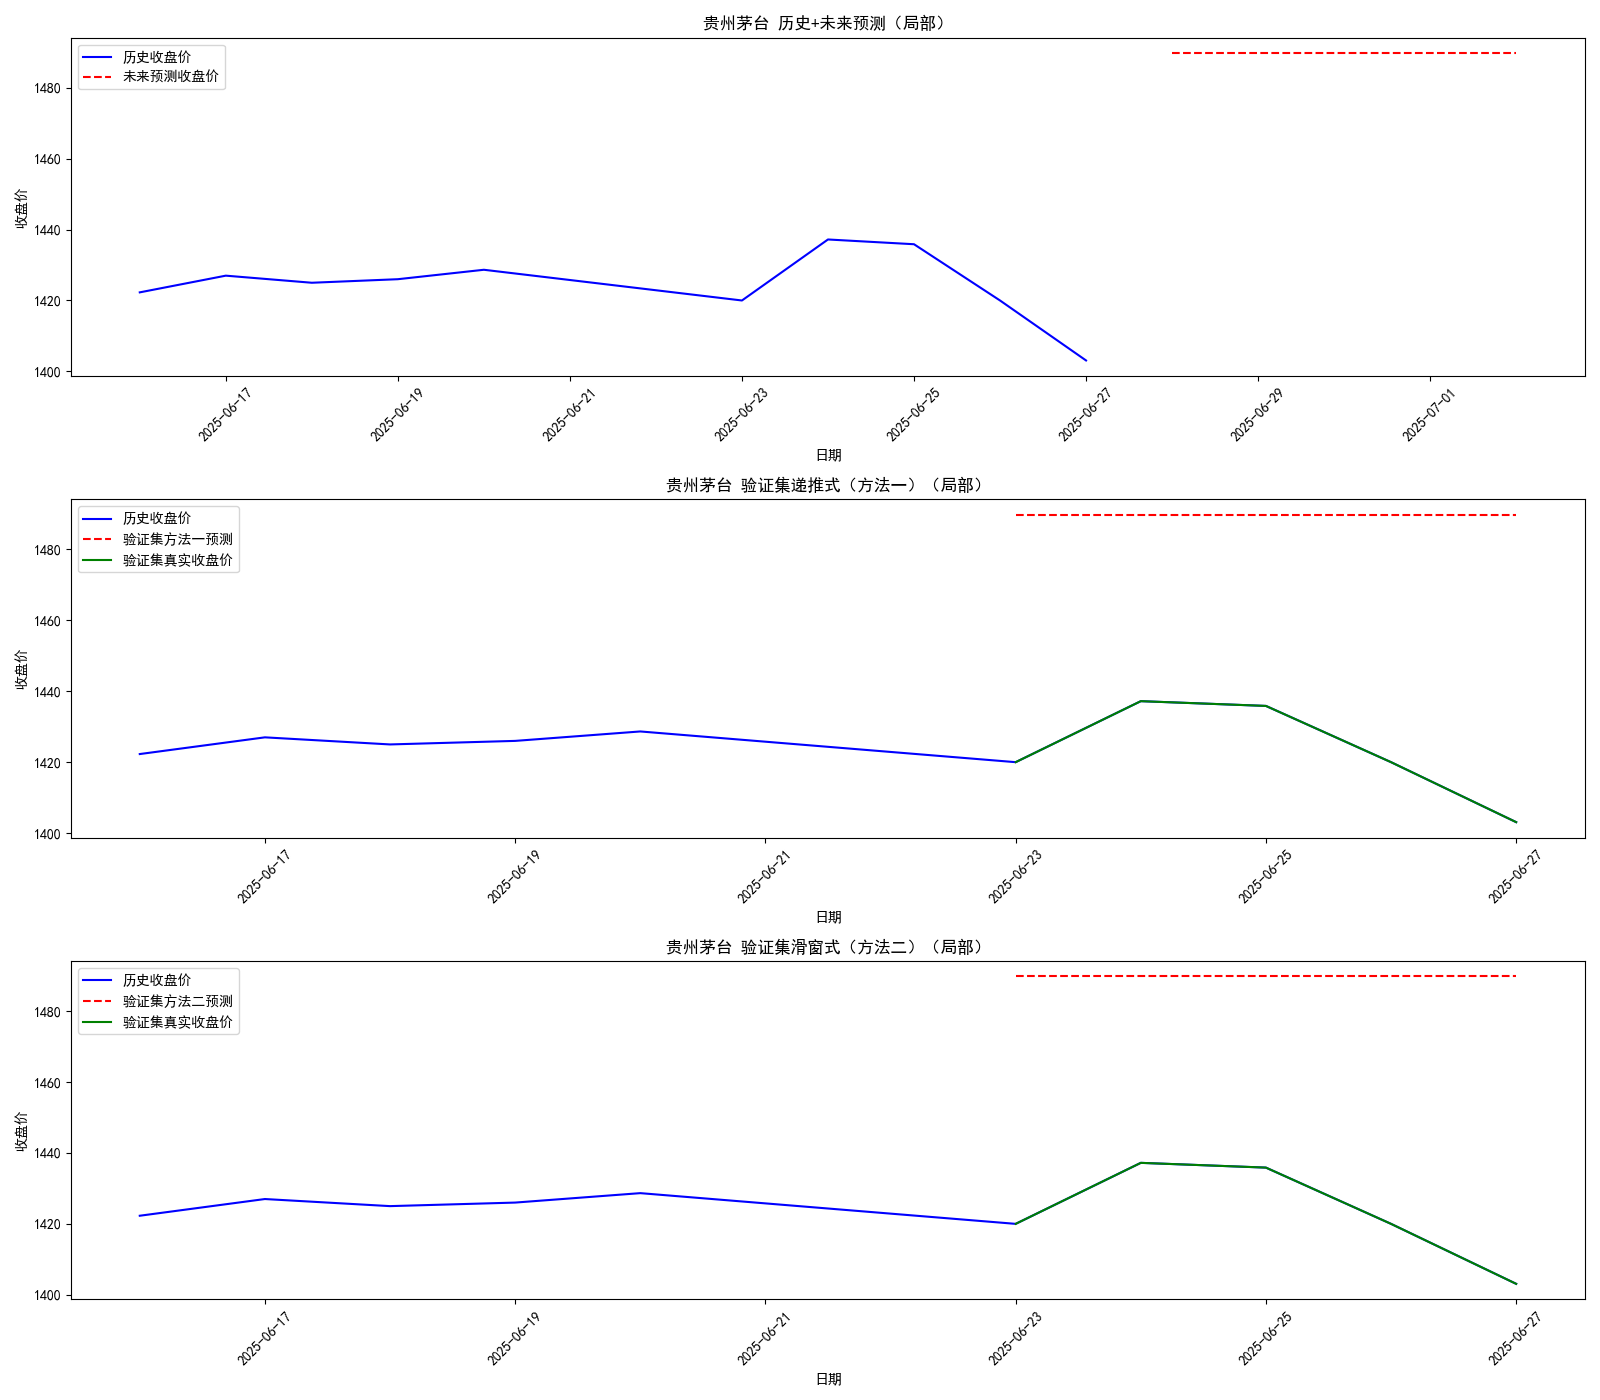 贵州茅台 历史+未来预测（局部）
历史收盘价
未来预测收盘价
1480
1460
1440
1420
1400
收盘价
2025-06-17
2025-06-19
2025-06-21
2025-06-23
2025-06-25
2025-06-27
2025-06-29
2025-07-01
日期
贵州茅台 验证集递推式（方法一）（局部）
历史收盘价
验证集方法一预测
验证集真实收盘价
1480
1460
1440
1420
1400
收盘价
2025-06-17
2025-06-19
2025-06-21
2025-06-23
2025-06-25
2025-06-27
日期
贵州茅台 验证集滑窗式（方法二）（局部）
历史收盘价
验证集方法二预测
验证集真实收盘价
1480
1460
1440
1420
1400
收盘价
2025-06-17
2025-06-19
2025-06-21
2025-06-23
2025-06-25
2025-06-27
日期